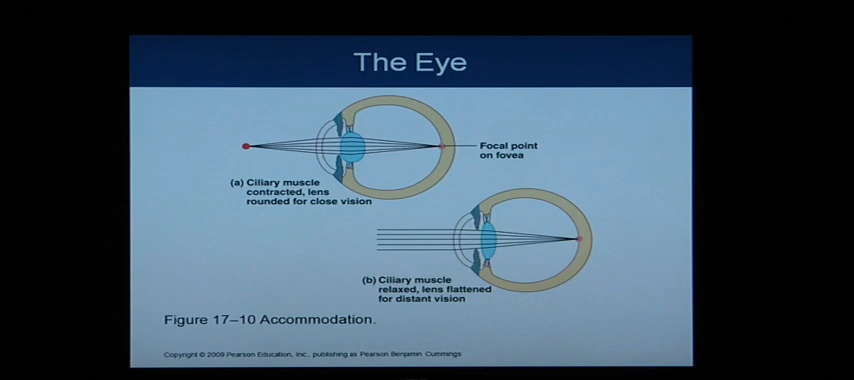 The Eye
Focal point
on fovea
(a) Ciliary muscle
contracted, lens
rounded for close vision
(b) Ciliary muscle
relaxed, lens flattened
for distant vision
Figure 17–10 Accommodation.
Copyright © 2009 Pearson Education, Inc., publishing as Pearson Benjamin Cummings